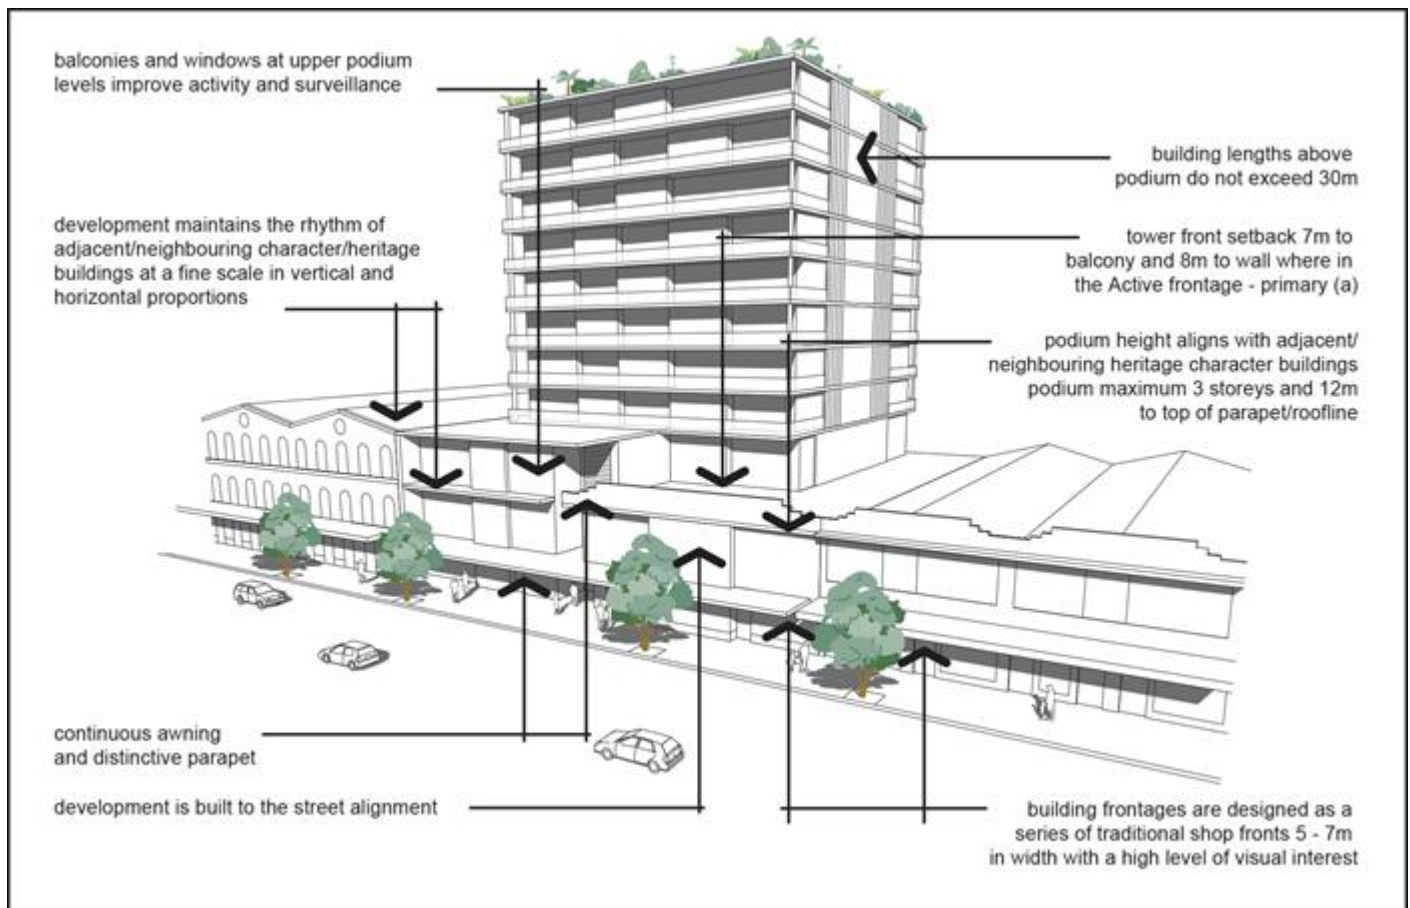 balconies and windows at upper podium
levels improve activity and surveillance
building lengths above
podium do not exceed 30m
development maintains the rhythm of
adjacent/neighbouring character/heritage
buildings at a fine scale in vertical and
horizontal proportions
tower front setback 7m to
balcony and 8m to wall where in
the Active frontage - primary (a)
podium height aligns with adjacent/
neighbouring heritage character buildings
podium maximum 3 storeys and 12m
to top of parapet/roofline
continuous awning
and distinctive parapet
development is built to the street alignment
building frontages are designed as a
series of traditional shop fronts 5 - 7m
in width with a high level of visual interest